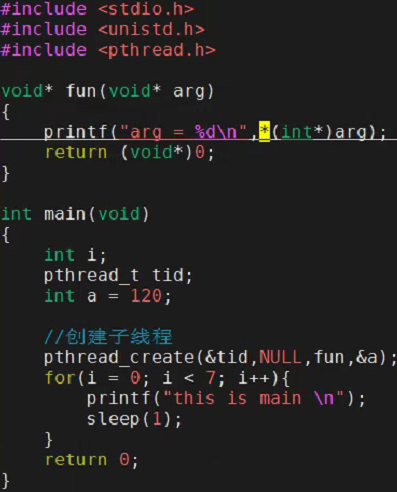 #include <stdio.h>
#include <unistd.h>
#include <pthread.h>

void* fun(void* arg)
{
    printf("arg = %d\n",*(int*)arg);
    return (void*)0;
}

int main(void)
{
    int i;
    pthread_t tid;
    int a = 120;

    //创建子线程
    pthread_create(&tid,NULL,fun,&a);
    for(i = 0; i < 7; i++){
        printf("this is main \n");
        sleep(1);
    }
    return 0;
}